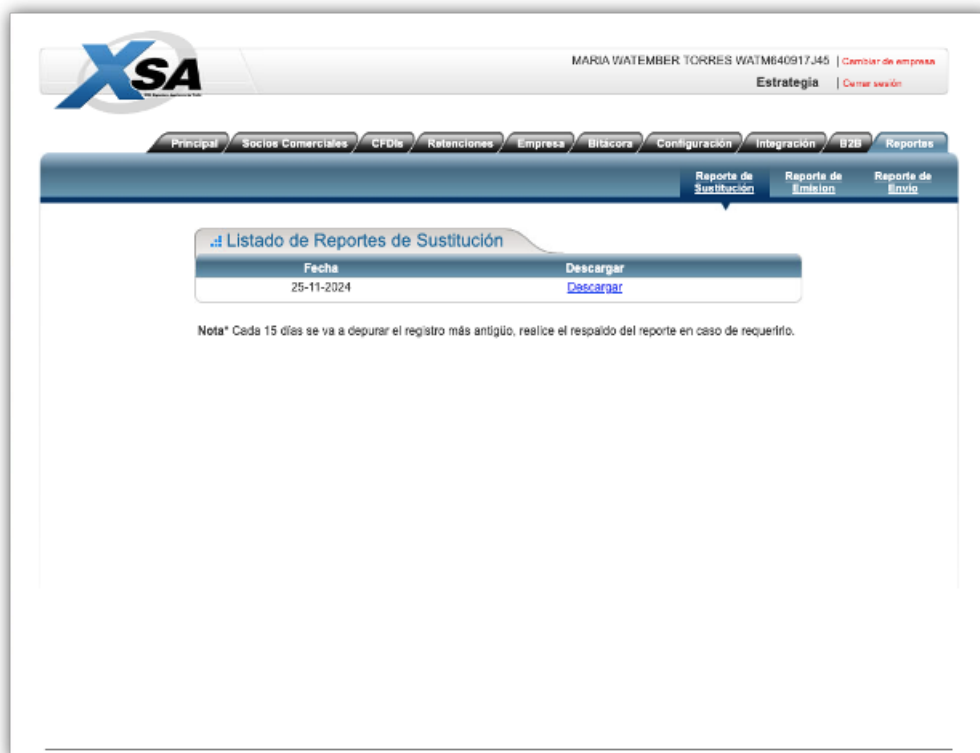 XSA
MARIA WATEMBER TORRES WATM640917J45 | Cambiar de empresa
Estrategia | Cerrar sesión
Principal Socios Comerciales CFDIs Retenciones Empresa Bitácora Configuración Integración B2B Reportes
Reporte de Sustitución
Reporte de Emision
Reporte de Envio
Listado de Reportes de Sustitución
Fecha Descargar
25-11-2024 Descargar
Nota* Cada 15 días se va a depurar el registro más antigüo, realice el respaldo del reporte en caso de requerirlo.